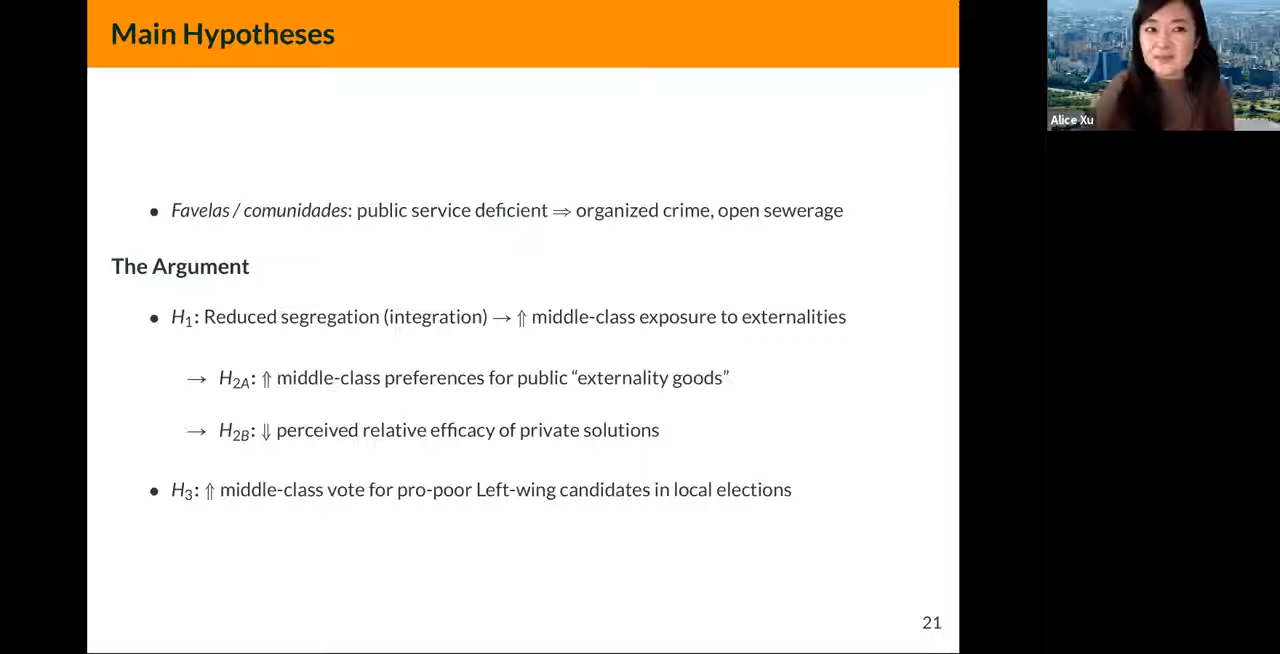 Main Hypotheses
Alice Xu
• Favelas / comunidades: public service deficient ⇒ organized crime, open sewerage
The Argument
• H1: Reduced segregation (integration) → ⇑ middle-class exposure to externalities
→ H2A: ⇑ middle-class preferences for public “externality goods”
→ H2B: ⇓ perceived relative efficacy of private solutions
• H3: ⇑ middle-class vote for pro-poor Left-wing candidates in local elections
21